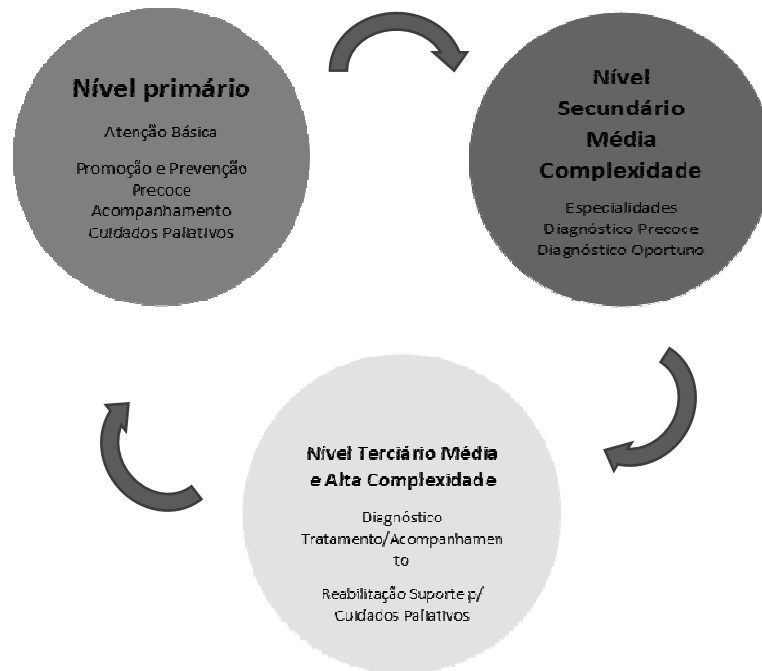 Nível primário
Atenção Básica
Promoção e Prevenção
Precoce
Acompanhamento
Cuidados Paliativos
Nível
Secundário
Média
Complexidade
Especialidades
Diagnóstico Precoce
Diagnóstico Oportuno
Nível Terciário Média
e Alta Complexidade
Diagnóstico
Tratamento/Acompanhamen
to
Reabilitação Suporte p/
Cuidados Paliativos